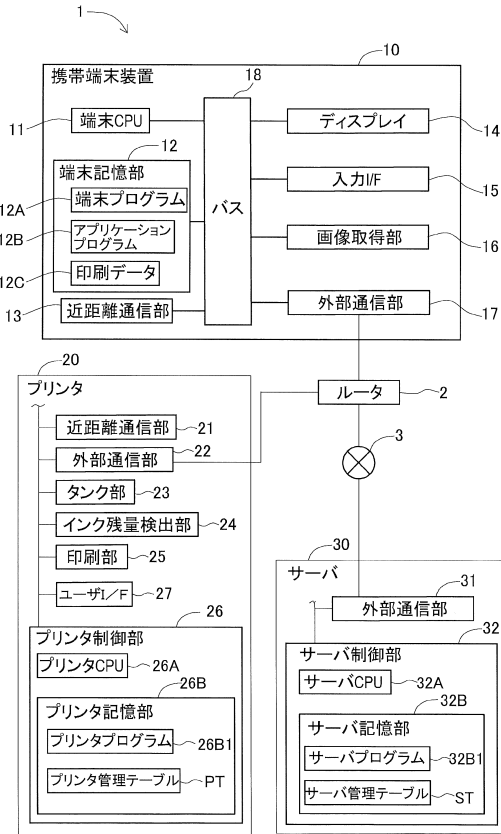 1
10
携帯端末装置
18
11
端末CPU
ディスプレイ
14
12
端末記憶部
12A
端末プログラム
バス
入力I/F
15
12B
アプリケーション
プログラム
画像取得部
16
12C
印刷データ
13
近距離通信部
外部通信部
17
20
プリンタ
ルータ
2
近距離通信部
21
外部通信部
22
3
タンク部
23
インク残量検出部
24
印刷部
25
30
サーバ
ユーザI/F
27
31
外部通信部
26
32
プリンタ制御部
サーバ制御部
プリンタCPU
26A
サーバCPU
32A
26B
32B
プリンタ記憶部
サーバ記憶部
プリンタプログラム
26B1
サーバプログラム
32B1
プリンタ管理テーブル
PT
サーバ管理テーブル
ST